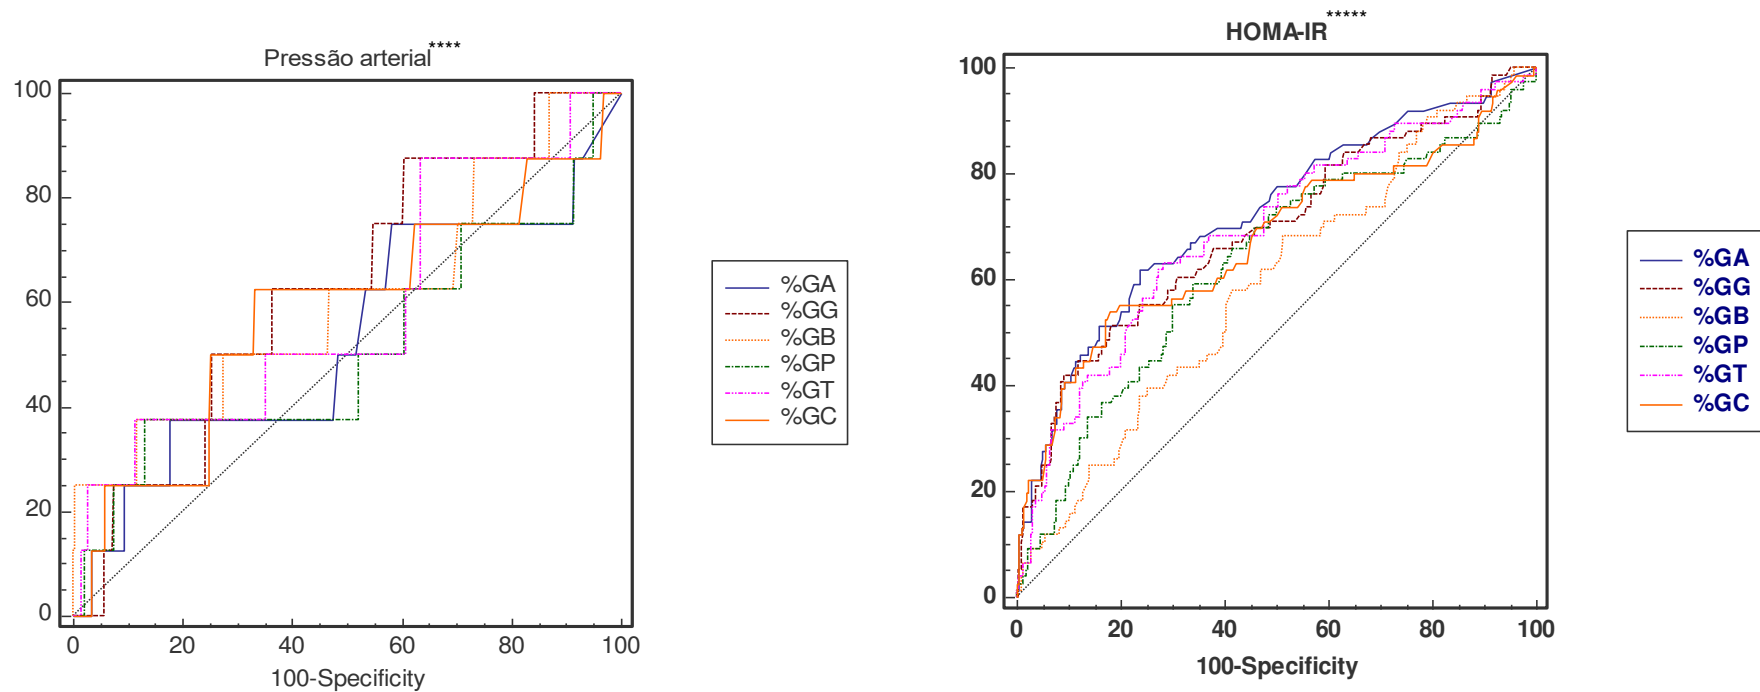 Pressão arterial****
100
80
60
40
20
0
0 20 40 60 80 100
100-Specificity
%GA
%GG
%GB
%GP
%GT
%GC
HOMA-IR*****
100
80
60
40
20
0
0 20 40 60 80 100
100-Specificity
%GA
%GG
%GB
%GP
%GT
%GC